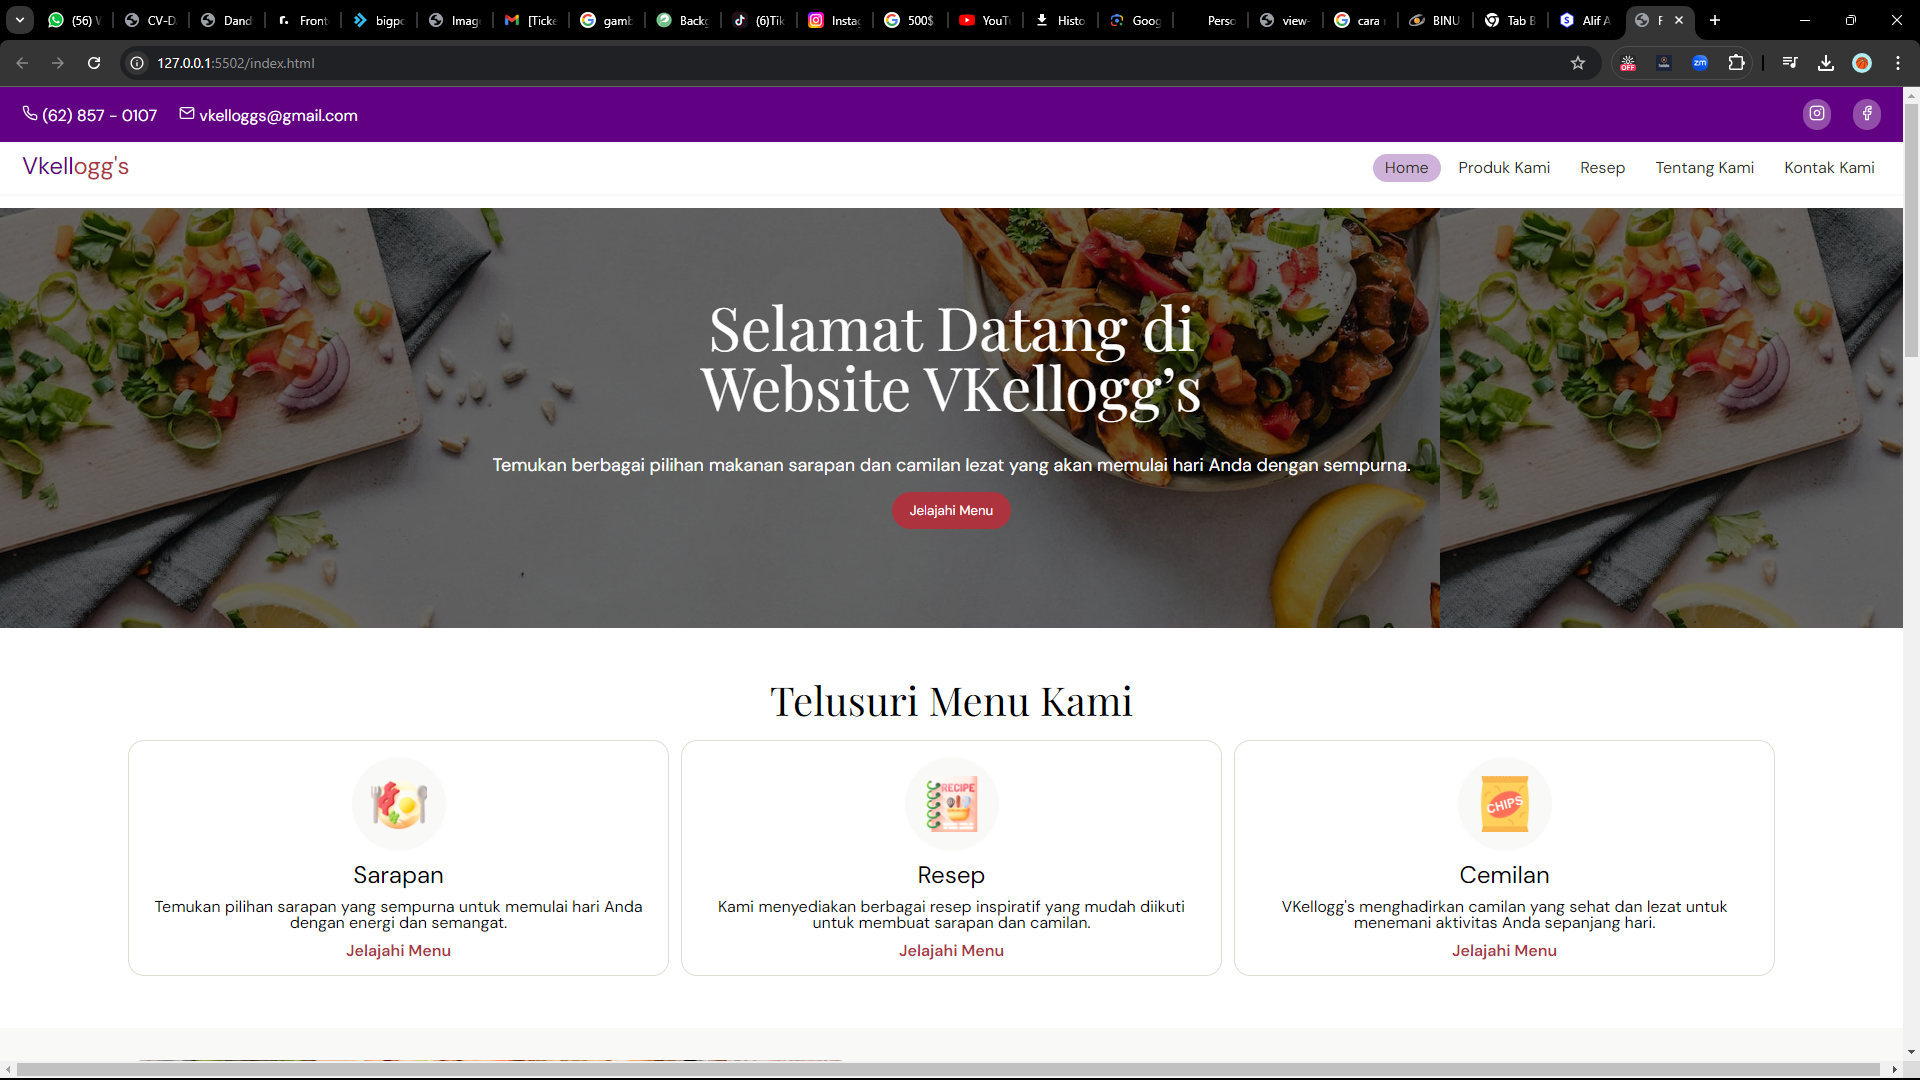 (56) W
CV-D
Dand
Front
bigpo
Imag
[Ticke
gamb
Backg
(6)Tik
Insta
500$
YouTu
Histo
Goog
Perso
view-
cara
BINU
Tab B
Alif A
127.0.0.1:5502/index.html
OFF
zm
(62) 857 - 0107
vkelloggs@gmail.com
Vkellogg's
Home
Produk Kami
Resep
Tentang Kami
Kontak Kami
Selamat Datang di
Website VKellogg’s
Temukan berbagai pilihan makanan sarapan dan camilan lezat yang akan memulai hari Anda dengan sempurna.
Jelajahi Menu
Telusuri Menu Kami
RECIPE
CHIPS
Sarapan
Resep
Cemilan
Temukan pilihan sarapan yang sempurna untuk memulai hari Anda
dengan energi dan semangat.
Kami menyediakan berbagai resep inspiratif yang mudah diikuti
untuk membuat sarapan dan camilan.
VKellogg's menghadirkan camilan yang sehat dan lezat untuk
menemani aktivitas Anda sepanjang hari.
Jelajahi Menu
Jelajahi Menu
Jelajahi Menu